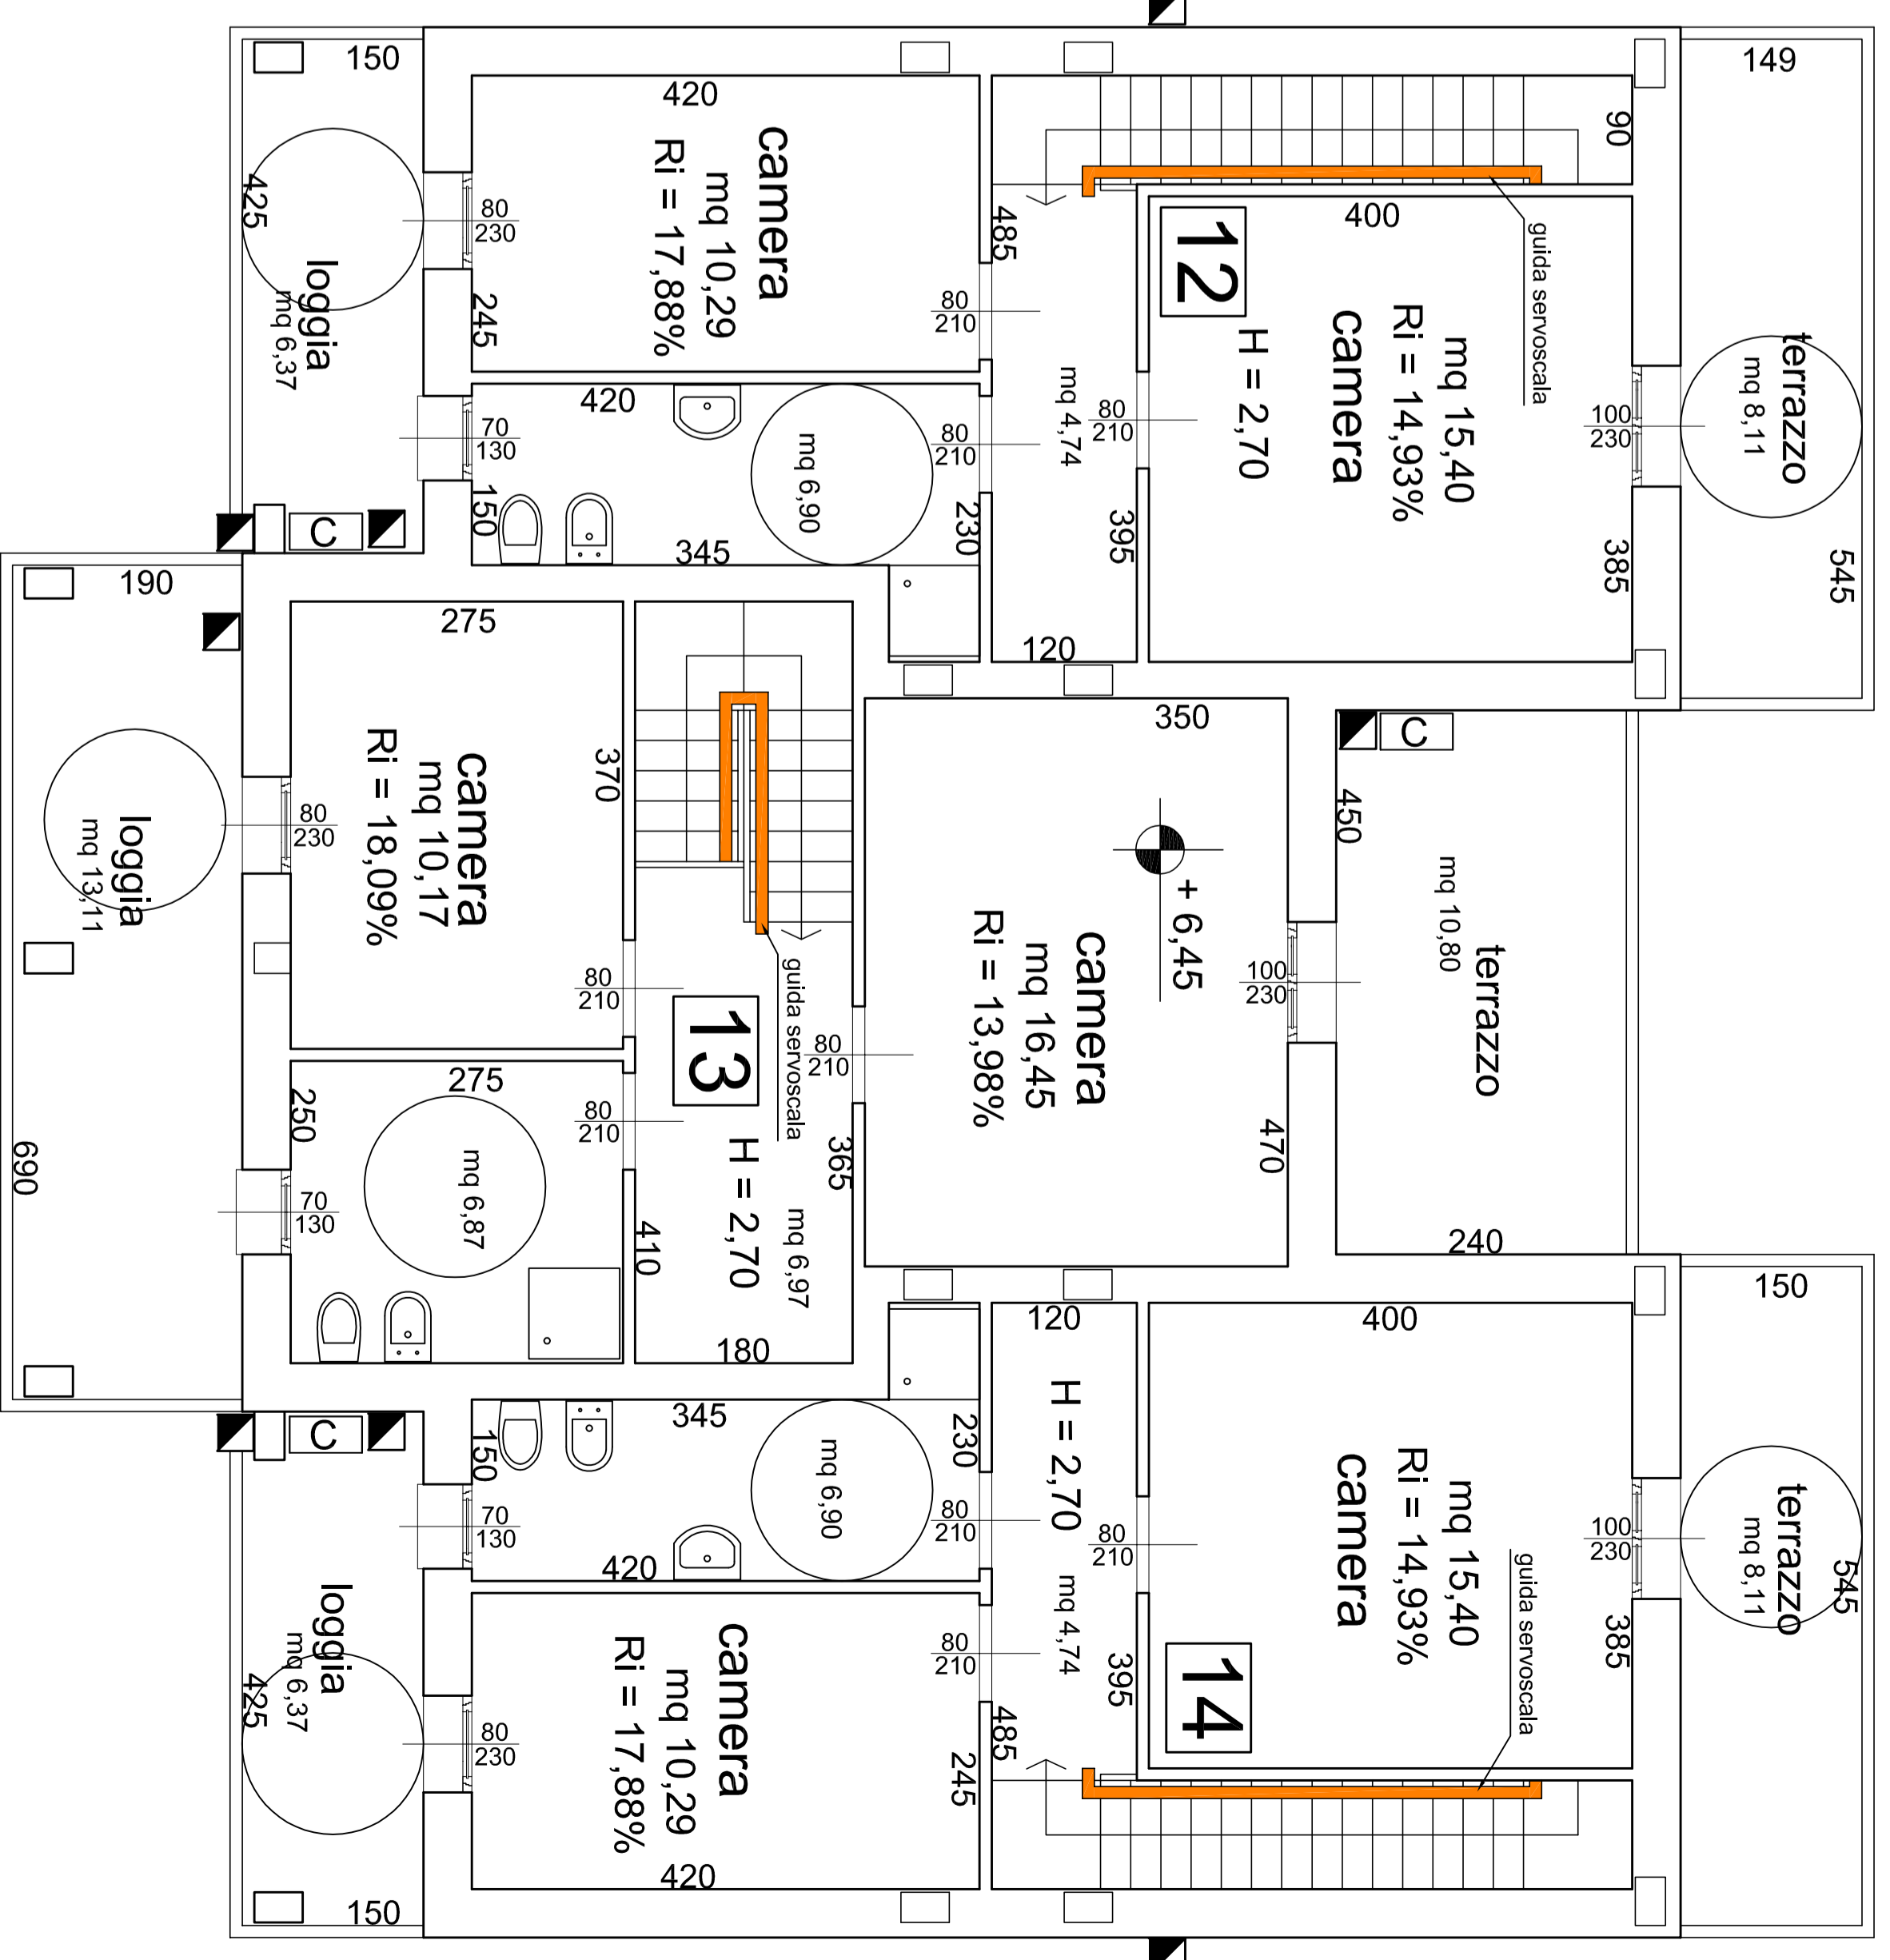 150
420
camera
mq 10,29
Ri = 17,88%
425
loggia
mq 6,37
80
230
245
70
130
150
420
mq 6,90
345
230
80
210
80
210
C
90
guida servoscala
485
400
12
H = 2,70
camera
Ri = 14,93%
mq 15,40
mq 4,74
80
210
395
120
100
230
385
149
terrazzo
mq 8,11
545
190
loggia
mq 13,11
690
275
camera
mq 10,17
Ri = 18,09%
80
230
370
80
210
guida servoscala
13
H = 2,70
mq 6,97
80
210
365
410
180
275
250
mq 6,87
80
210
70
130
350
+ 6,45
camera
mq 16,45
Ri = 13,98%
100
230
470
C
450
mq 10,80
terrazzo
240
C
150
345
230
mq 6,90
70
130
420
80
210
loggia
mq 6,37
425
80
230
150
camera
mq 10,29
Ri = 17,88%
80
210
245
420
120
H = 2,70
mq 4,74
80
210
395
485
400
camera
Ri = 14,93%
mq 15,40
14
guida servoscala
100
230
385
150
terrazzo
mq 8,11
545